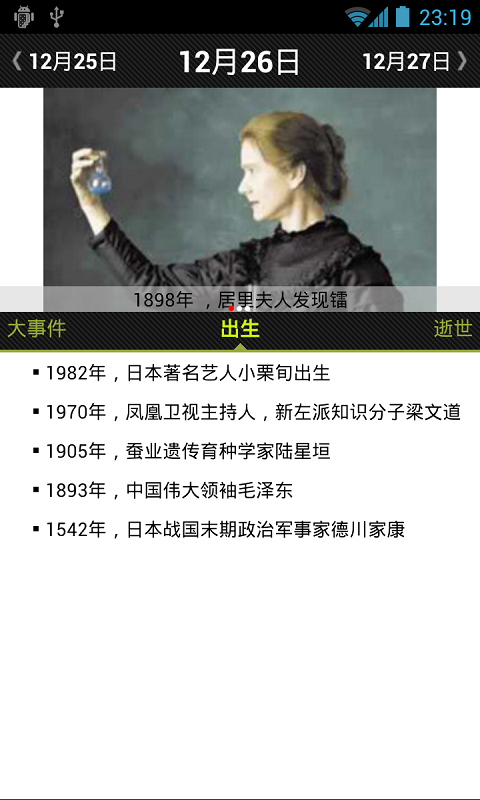 23:19
《 12月25日 12月26日 12月27日 》
1898年 ，居里夫人发现镭
大事件 出生 逝世
▪ 1982年，日本著名艺人小栗旬出生
▪ 1970年，凤凰卫视主持人，新左派知识分子梁文道
▪ 1905年，蚕业遗传育种学家陆星垣
▪ 1893年，中国伟大领袖毛泽东
▪ 1542年，日本战国末期政治军事家德川家康